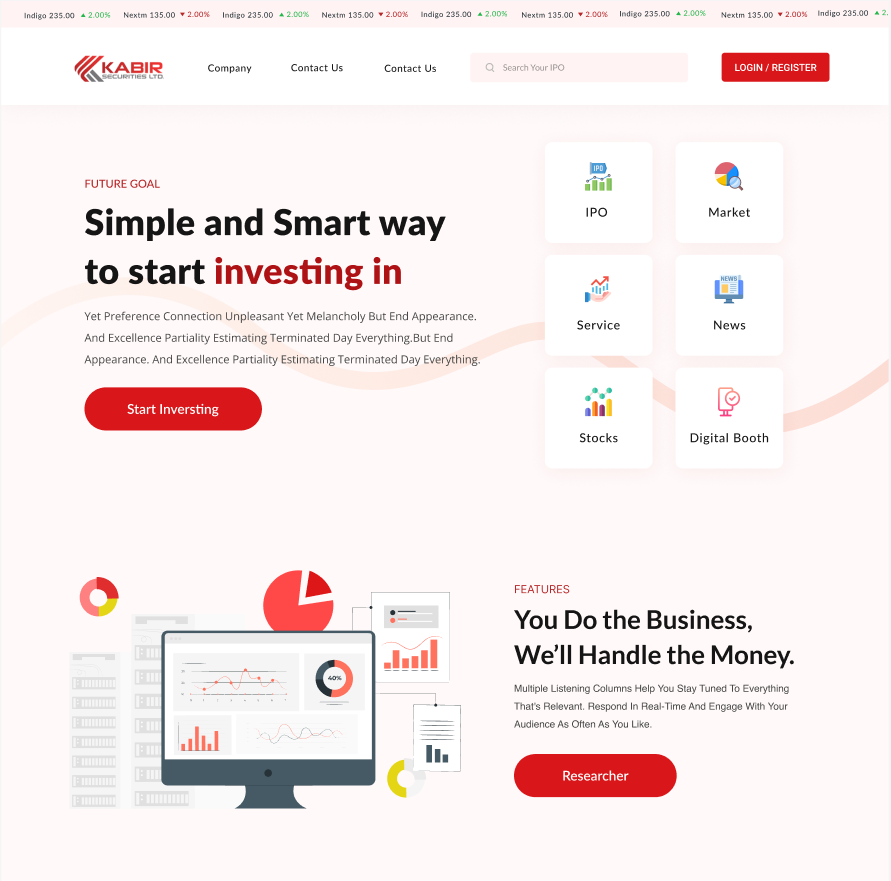 Indigo 235.00 ▲ 2.00% Nextm 135.00 ▼ 2.00% Indigo 235.00 ▲ 2.00% Nextm 135.00 ▼ 2.00% Indigo 235.00 ▲ 2.00% Nextm 135.00 ▼ 2.00% Indigo 235.00 ▲ 2.00% Nextm 135.00 ▼ 2.00% Indigo 235.00 ▲ 2.
KABIR
SECURITIES LTD.
Company Contact Us Contact Us Search Your IPO LOGIN / REGISTER
FUTURE GOAL
Simple and Smart way
to start investing in
Yet Preference Connection Unpleasant Yet Melancholy But End Appearance.
And Excellence Partiality Estimating Terminated Day Everything.But End
Appearance. And Excellence Partiality Estimating Terminated Day Everything.
Start Inversting
IPO
IPO
Market
Service
NEWS
News
Stocks
Digital Booth
40%
FEATURES
You Do the Business,
We’ll Handle the Money.
Multiple Listening Columns Help You Stay Tuned To Everything
That's Relevant. Respond In Real-Time And Engage With Your
Audience As Often As You Like.
Researcher